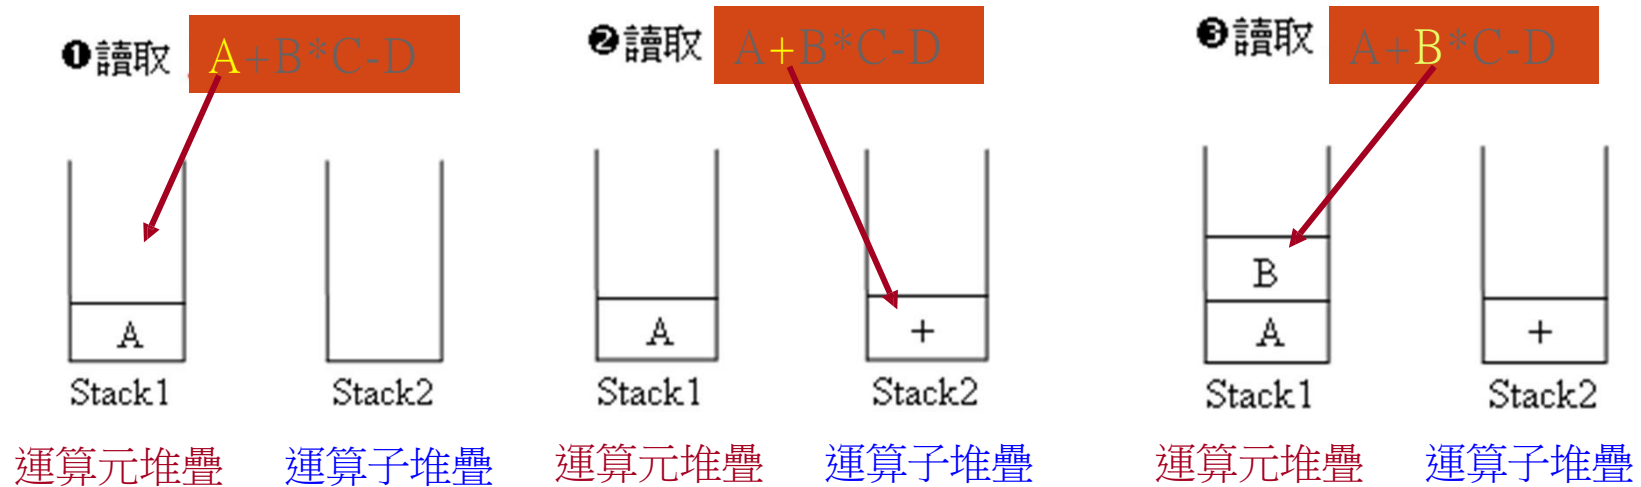 ❶讀取 A+B*C-D
❷讀取 A+B*C-D
❸讀取 A+B*C-D
A
A +
B
A +
Stack1 Stack2 Stack1 Stack2 Stack1 Stack2
運算元堆疊 運算子堆疊 運算元堆疊 運算子堆疊 運算元堆疊 運算子堆疊